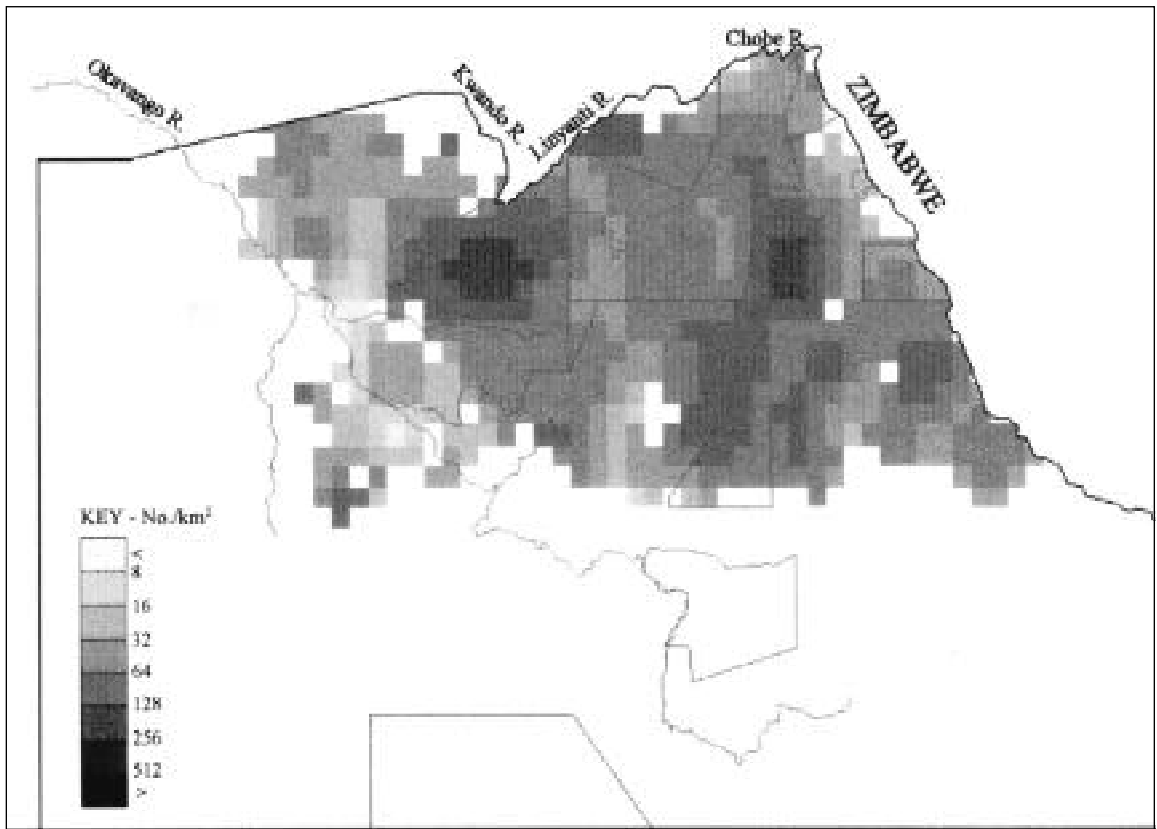 Chobe R.
Okavango R.
Kwando R.
Linyanti R.
ZIMBABWE
KEY - No./km²
<
8
16
32
64
128
256
512
>